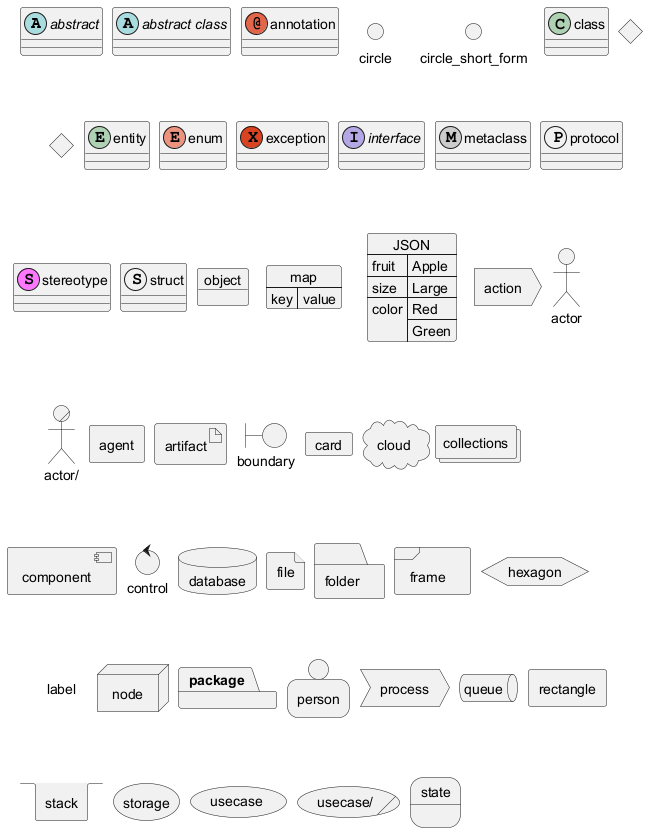 A abstract
A abstract class
@ annotation
circle
circle_short_form
C class
E entity
E enum
X exception
I interface
M metaclass
P protocol
S stereotype
S struct
object
map
key value
JSON
fruit Apple
size Large
color Red
Green
action
actor
actor/
agent
artifact
boundary
card
cloud
collections
component
control
database
file
folder
frame
hexagon
label
node
package
person
process
queue
rectangle
stack
storage
usecase
usecase/
state